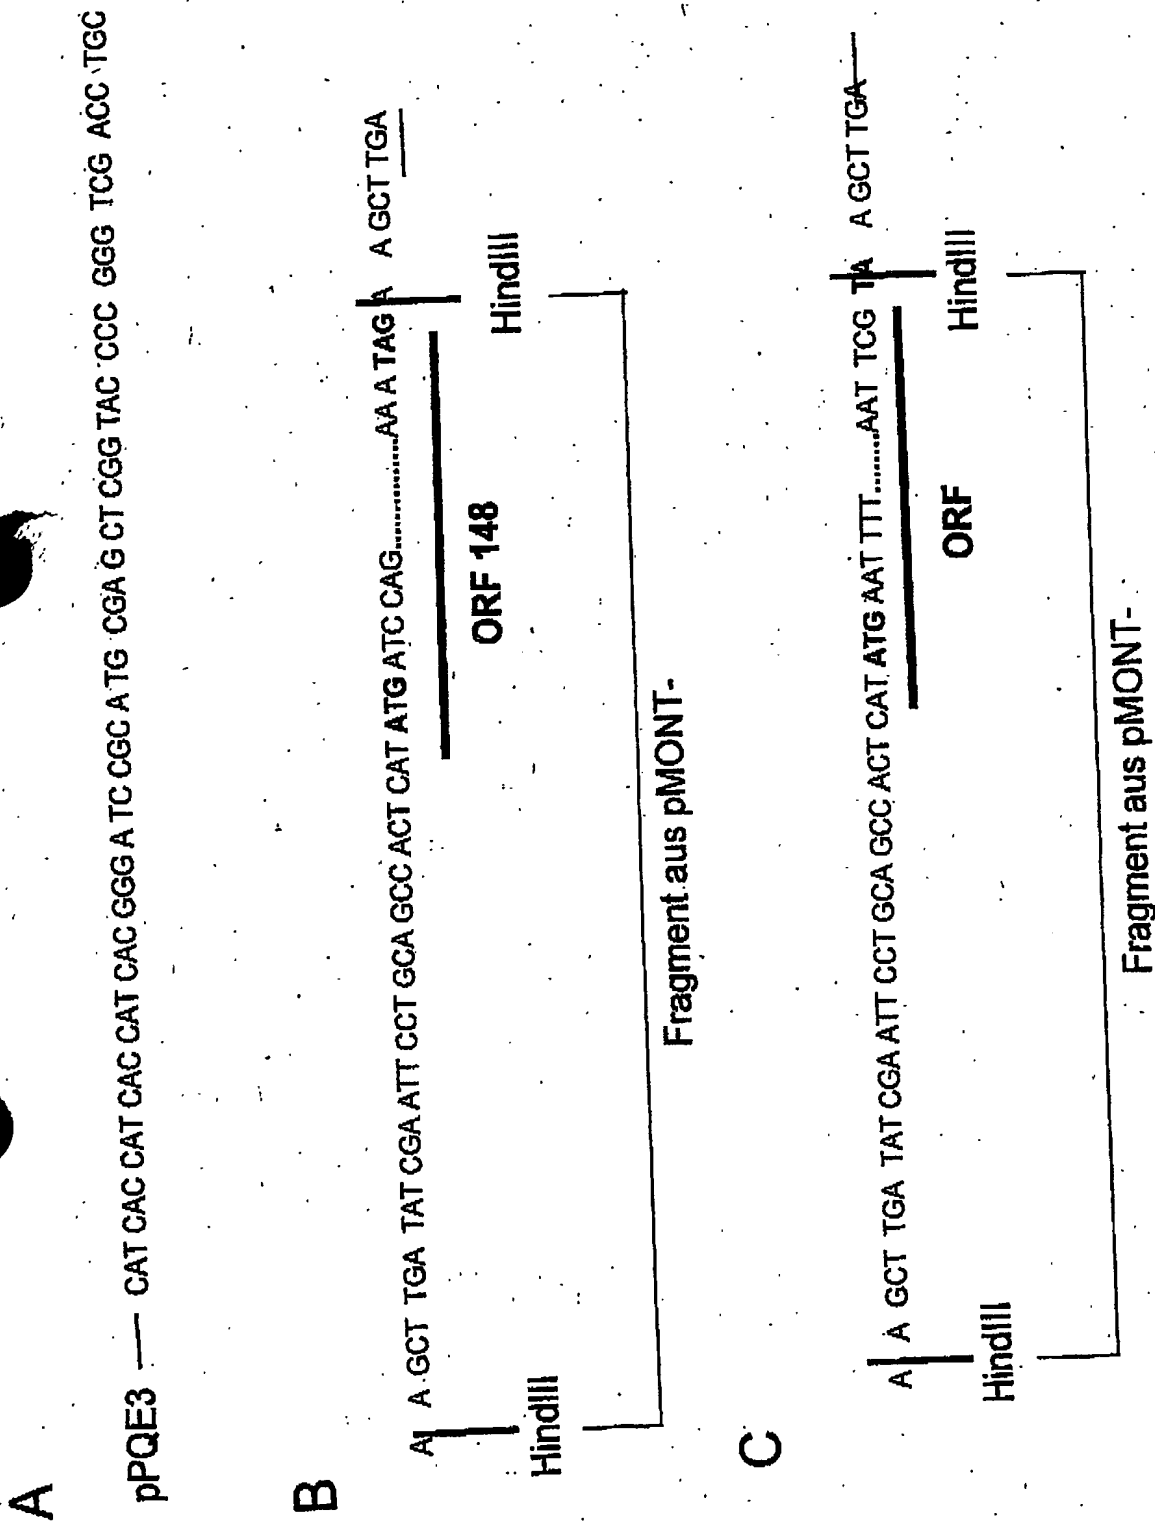 A
pPQE3 — CAT CAC CAT CAC CAT CAC GGG A TC CGC A TG CGA G CT CGG TAC CCC GGG TCG ACC TGC
B
A A GCT TGA TAT CGA ATT CCT GCA GCC ACT CAT ATG ATC CAG..............AA A TAG A A GCT TGA
HindIII ORF 148 HindIII
Fragment aus pMONT-
C
A A GCT TGA TAT CGA ATT CCT GCA GCC ACT CAT ATG AAT TTT........AAT TCG TA A GCT TGA
HindIII ORF HindIII
Fragment aus pMONT-